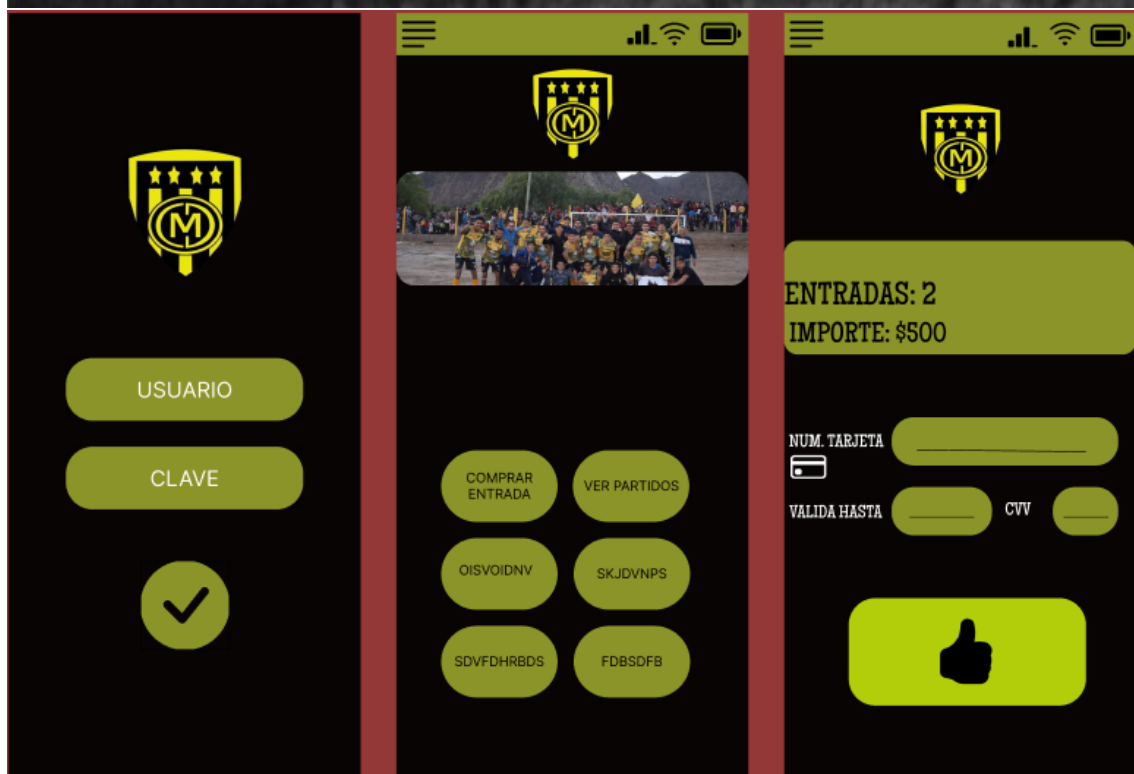 M
USUARIO
CLAVE
M
COMPRAR
ENTRADA
VER PARTIDOS
OISVOIDNV
SKJDVNPS
SDVFDHRBDS
FDBSDFB
M
ENTRADAS: 2
IMPORTE: $500
NUM. TARJETA
VALIDA HASTA
CVV